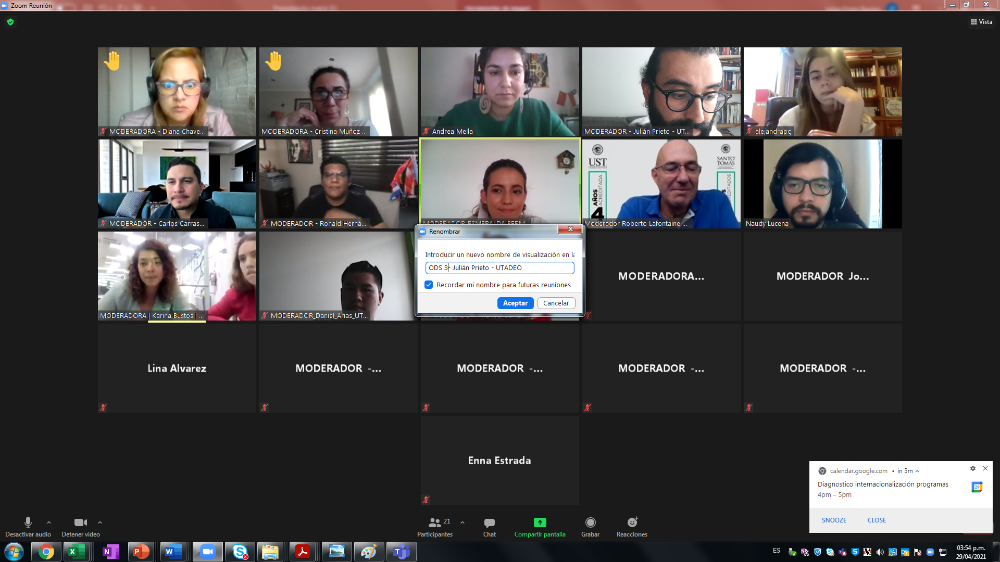 Zoom Reunión
Vista
MODERADORA - Diana Chave...
MODERADORA - Cristina Muñoz ...
Andrea Mella
MODERADOR - Julián Prieto - UT...
alejandrapg
MODERADOR - Carlos Carras...
MODERADOR - Ronald Herná...
UST
4 AÑOS ACREDITADA
SANTO TOMÁS
Moderador Roberto Lafontaine ...
Naudy Lucena
MODERADORA | Karina Bustos | ...
MODERADOR_Daniel_Arias_UT...
Renombrar
Introducir un nuevo nombre de visualización en la
ODS 3- Julián Prieto - UTADEO
Recordar mi nombre para futuras reuniones
Aceptar
Cancelar
MODERADORA...
MODERADOR Jo...
Lina Alvarez
MODERADOR -...
MODERADOR -...
MODERADOR -...
MODERADOR -...
Enna Estrada
calendar.google.com • in 5m
Diagnostico internacionalización programas
29
4pm – 5pm
SNOOZE
CLOSE
Desactivar audio
Detener video
21
Participantes
Chat
Compartir pantalla
Grabar
Reacciones
ES
03:54 p.m.
29/04/2021